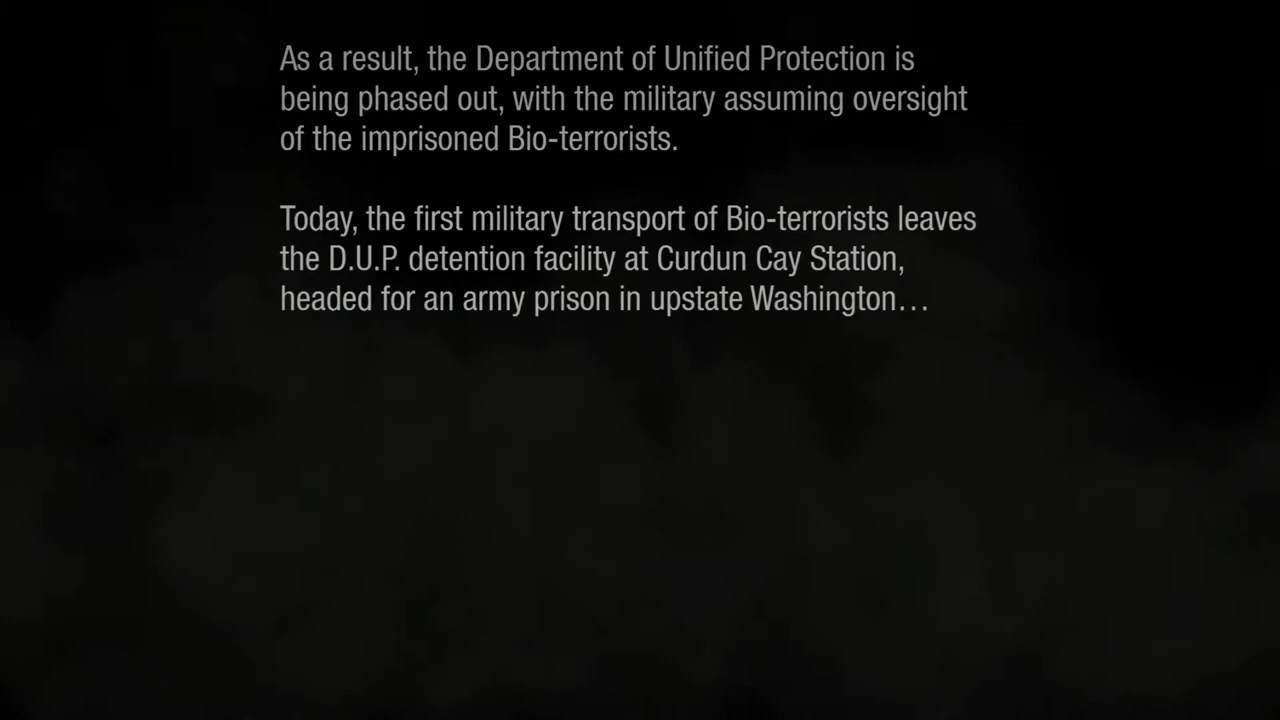 As a result, the Department of Unified Protection is
being phased out, with the military assuming oversight
of the imprisoned Bio-terrorists.
Today, the first military transport of Bio-terrorists leaves
the D.U.P. detention facility at Curdun Cay Station,
headed for an army prison in upstate Washington…